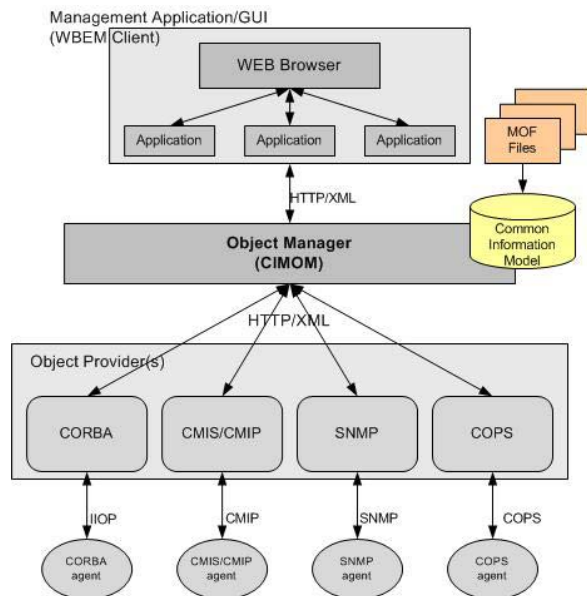 Management Application/GUI
(WBEM Client)
WEB Browser
Application
Application
Application
MOF
Files
HTTP/XML
Common
Information
Model
Object Manager
(CIMOM)
HTTP/XML
Object Provider(s)
CORBA
CMIS/CMIP
SNMP
COPS
IIOP
CMIP
SNMP
COPS
CORBA
agent
CMIS/CMIP
agent
SNMP
agent
COPS
agent